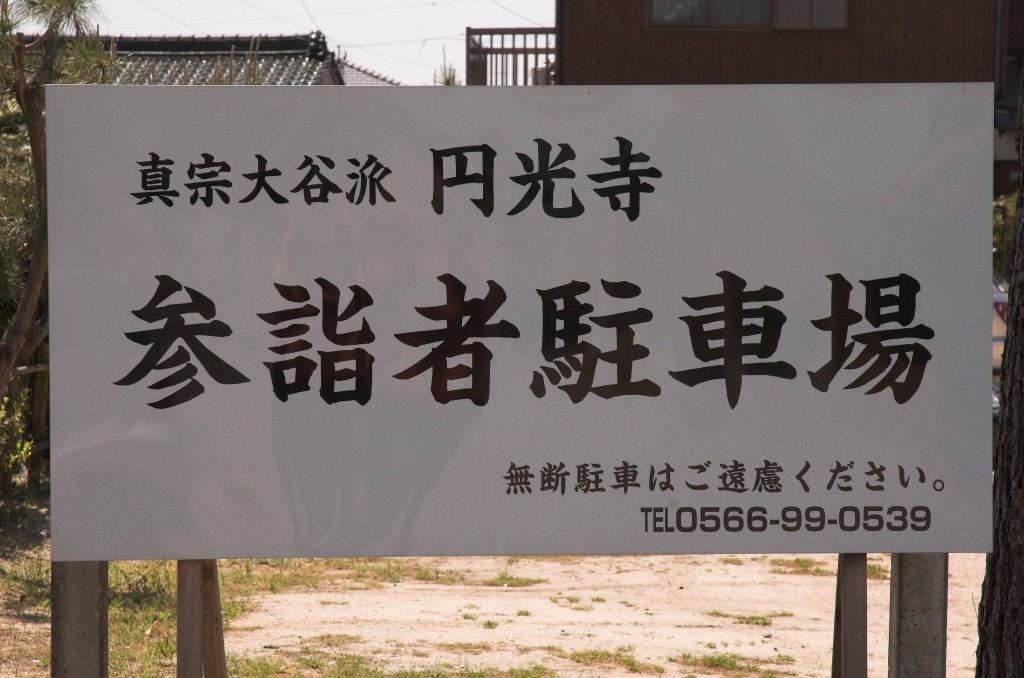 真宗大谷派 円光寺
参詣者駐車場
無断駐車はご遠慮ください。
TEL0566-99-0539